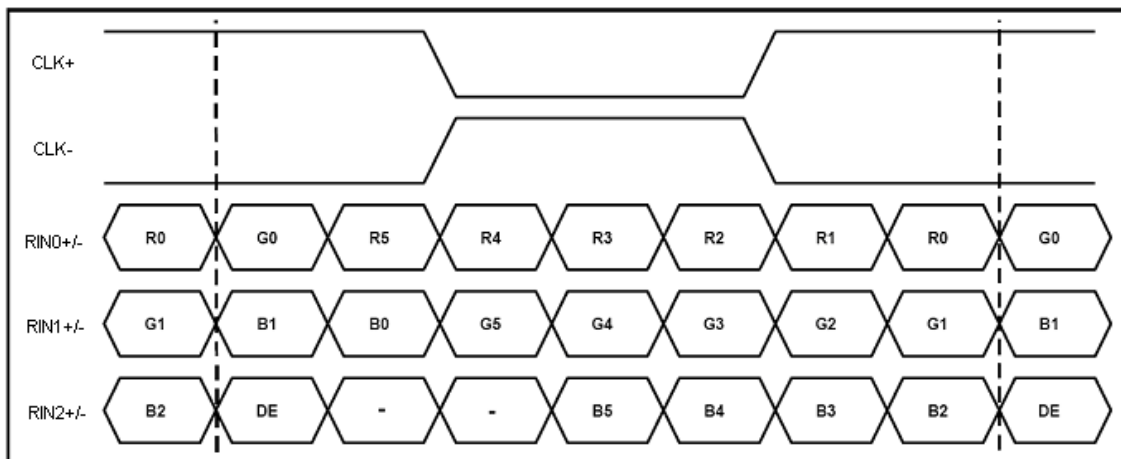 CLK+
CLK-
RIN0+/- R0 G0 R5 R4 R3 R2 R1 R0 G0
RIN1+/- G1 B1 B0 G5 G4 G3 G2 G1 B1
RIN2+/- B2 DE - - B5 B4 B3 B2 DE